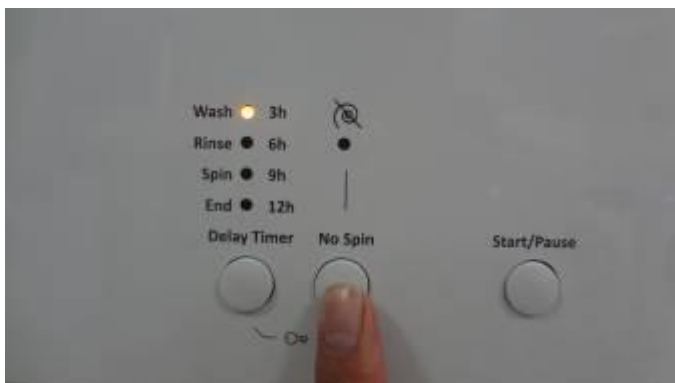 Wash 3h
Rinse 6h
Spin 9h
End 12h
Delay Timer No Spin Start/Pause